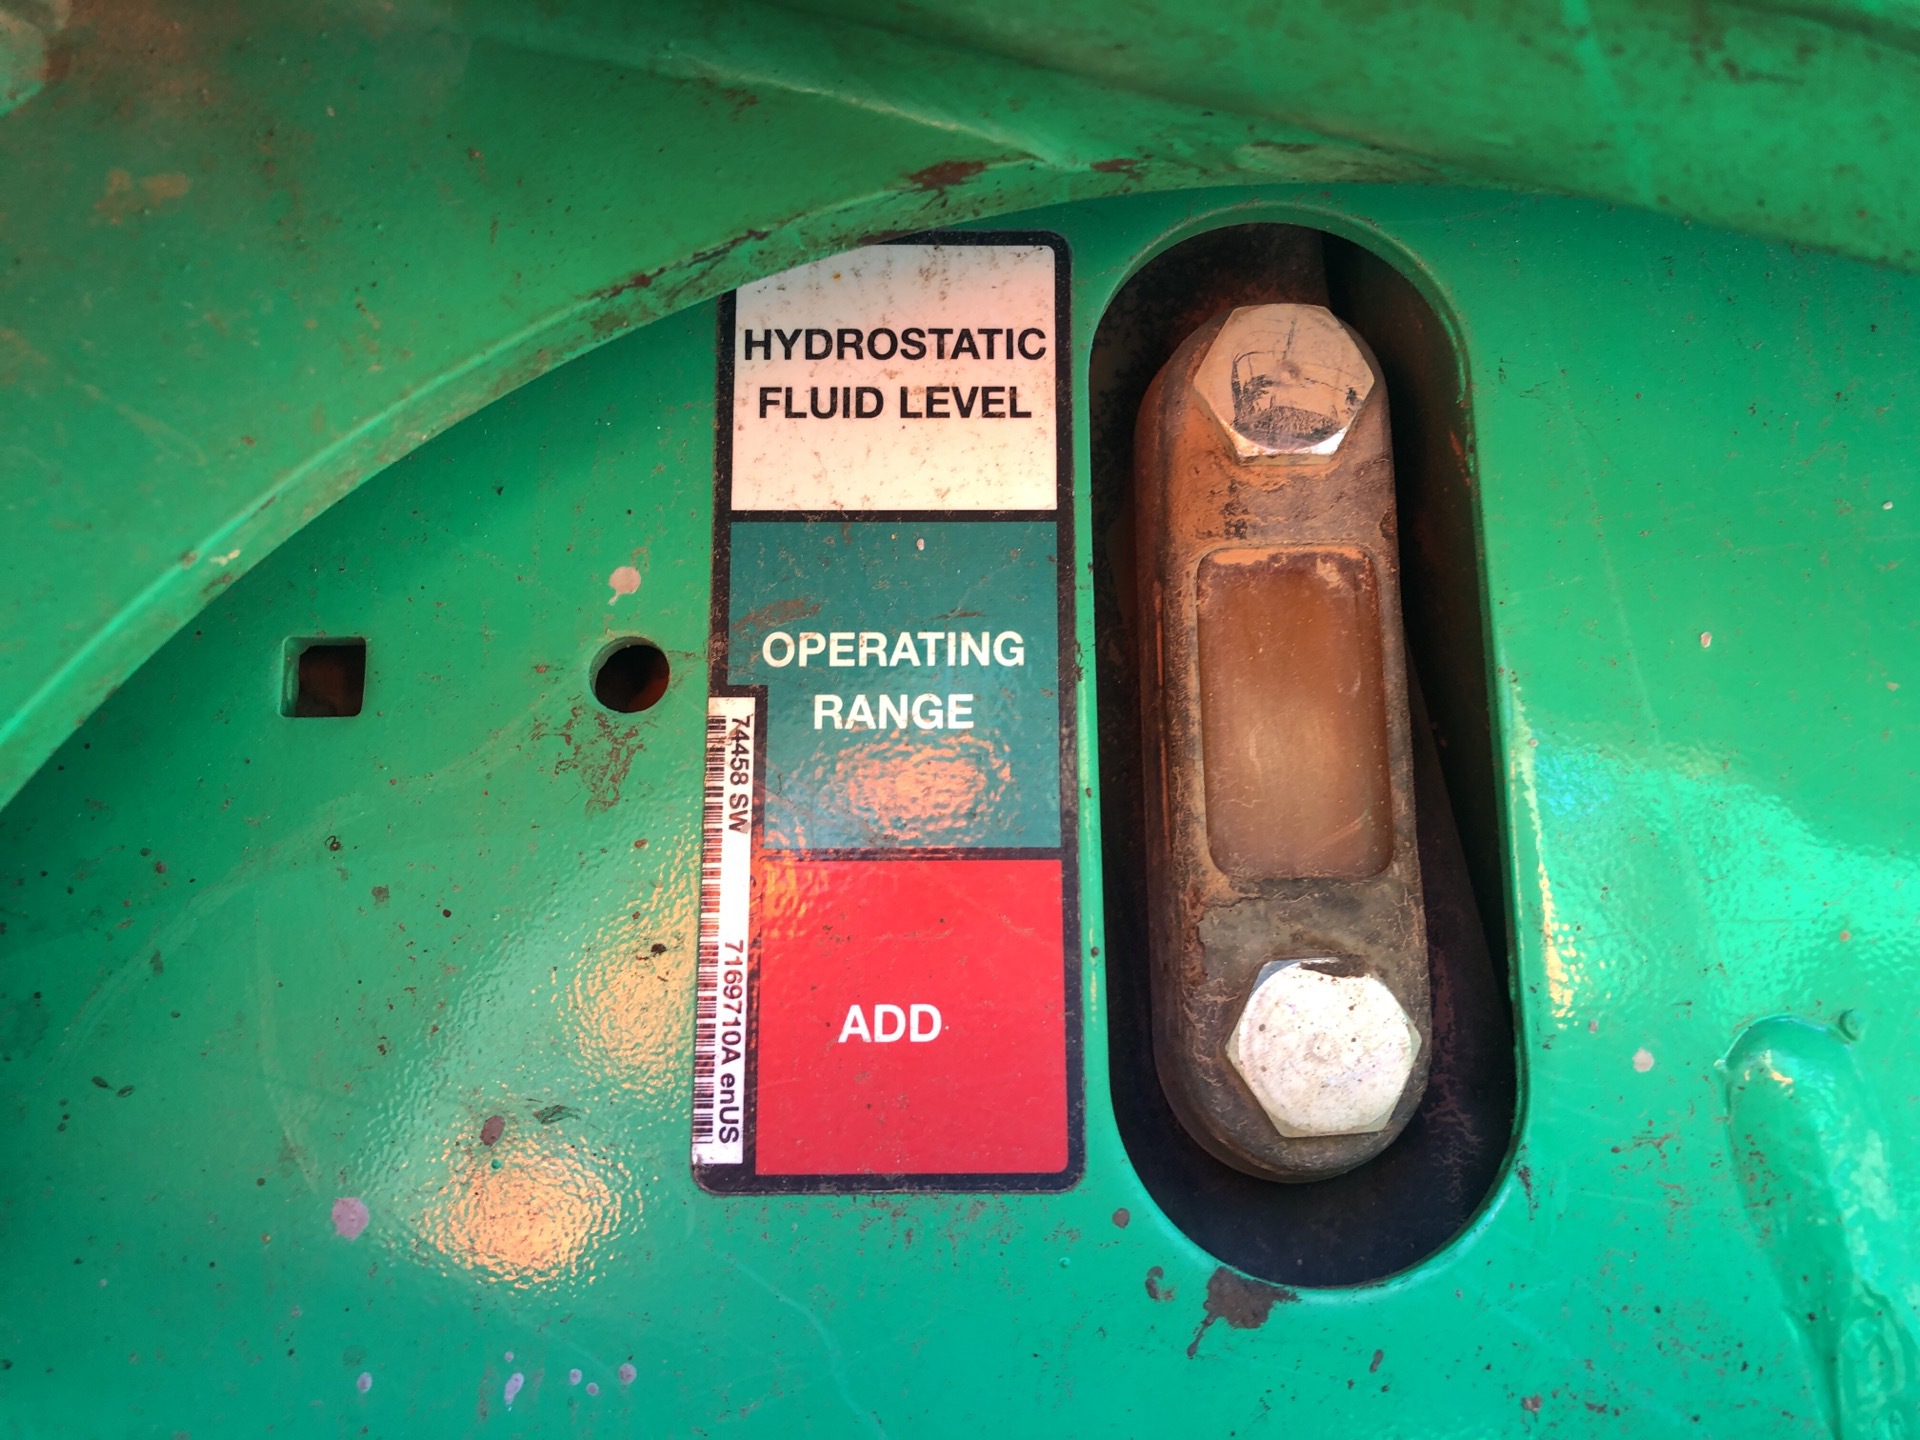 HYDROSTATIC
FLUID LEVEL
OPERATING
RANGE
ADD
74458 SW
7169710A enUS